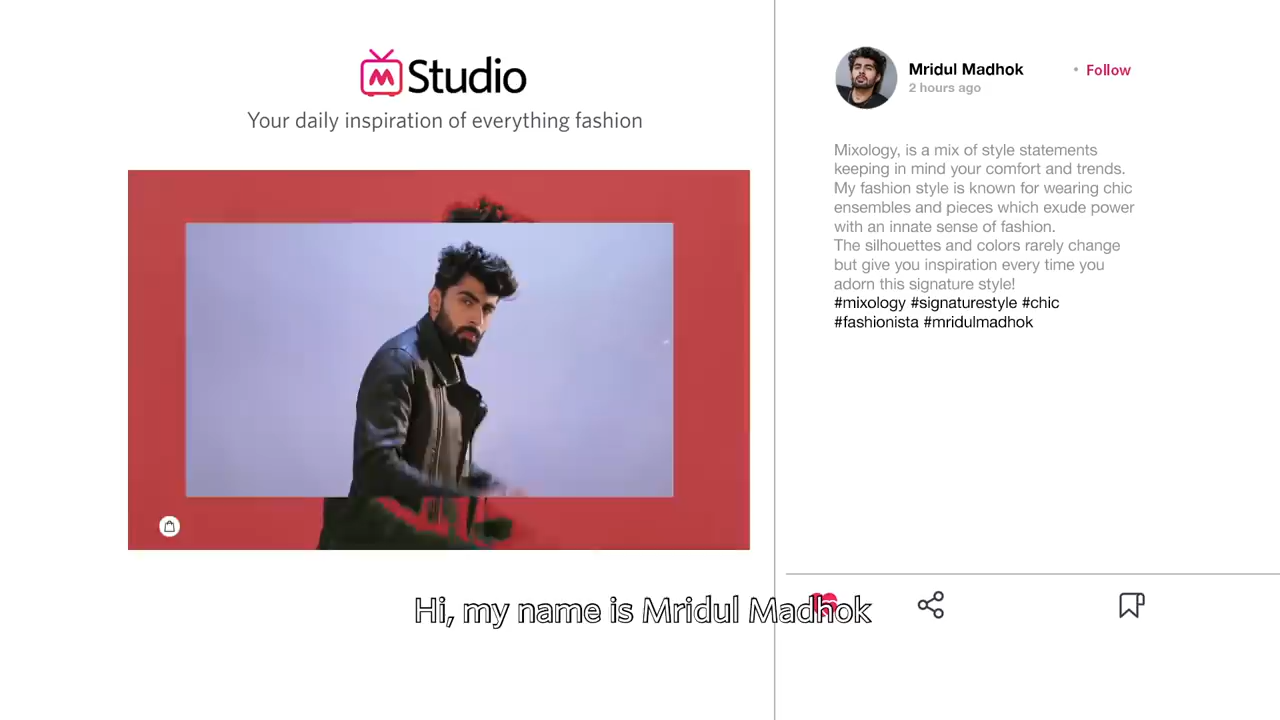 Studio
Your daily inspiration of everything fashion
Mridul Madhok
• Follow
2 hours ago
Mixology, is a mix of style statements
keeping in mind your comfort and trends.
My fashion style is known for wearing chic
ensembles and pieces which exude power
with an innate sense of fashion.
The silhouettes and colors rarely change
but give you inspiration every time you
adorn this signature style!
#mixology #signaturestyle #chic
#fashionista #mridulmadhok
Hi, my name is Mridul Madhok